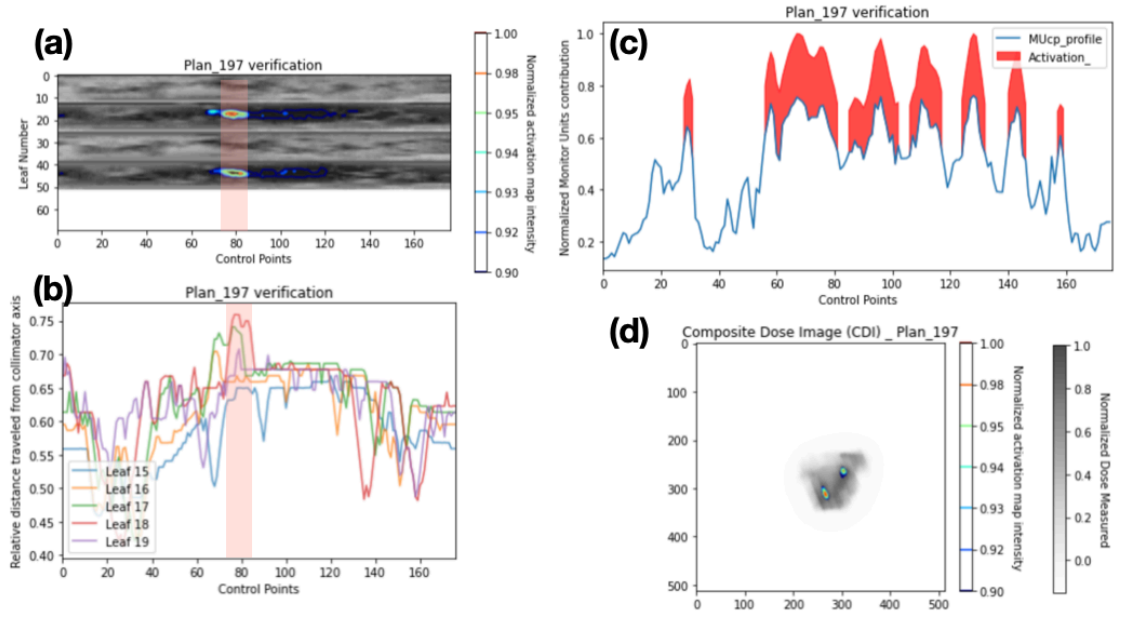 (a)
Plan_197 verification
0
10
20
30
40
50
60
Leaf Number
0 20 40 60 80 100 120 140 160
Control Points
1.00
0.98
0.95
0.94
0.93
0.92
0.90
Normalized activation map intensity
(b)
Plan_197 verification
0.75
0.70
0.65
0.60
0.55
0.50
0.45
0.40
Relative distance traveled from collimator axis
Leaf 15
Leaf 16
Leaf 17
Leaf 18
Leaf 19
0 20 40 60 80 100 120 140 160
Control Points
(c)
Plan_197 verification
MUcp_profile
Activation_
1.0
0.8
0.6
0.4
0.2
Normalized Monitor Units contribution
0 20 40 60 80 100 120 140 160
Control Points
(d)
Composite Dose Image (CDI) _ Plan_197
0
100
200
300
400
500
0 100 200 300 400 500
1.00
0.98
0.95
0.94
0.93
0.92
0.90
Normalized activation map intensity
1.0
0.8
0.6
0.4
0.2
0.0
Normalized Dose Measured